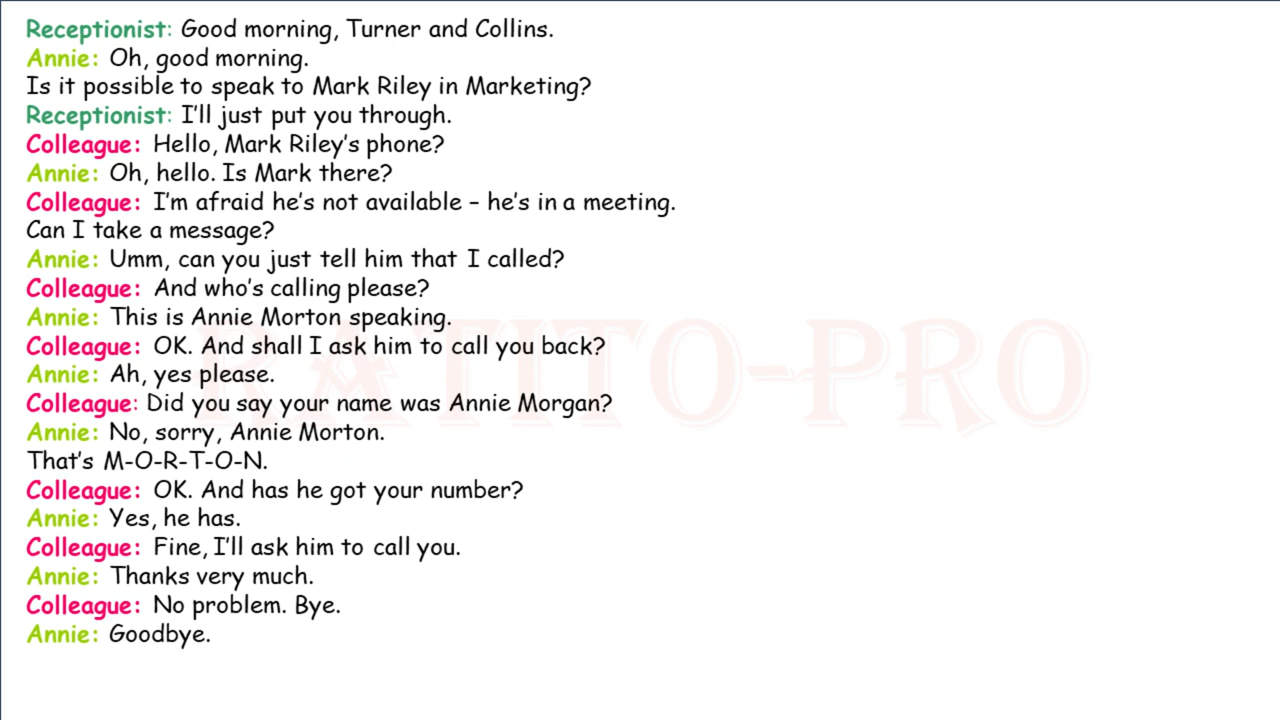 Receptionist: Good morning, Turner and Collins.
Annie: Oh, good morning.
Is it possible to speak to Mark Riley in Marketing?
Receptionist: I'll just put you through.
Colleague: Hello, Mark Riley's phone?
Annie: Oh, hello. Is Mark there?
Colleague: I'm afraid he's not available – he's in a meeting.
Can I take a message?
Annie: Umm, can you just tell him that I called?
Colleague: And who's calling please?
Annie: This is Annie Morton speaking.
Colleague: OK. And shall I ask him to call you back?
Annie: Ah, yes please.
Colleague: Did you say your name was Annie Morgan?
Annie: No, sorry, Annie Morton.
That's M-O-R-T-O-N.
Colleague: OK. And has he got your number?
Annie: Yes, he has.
Colleague: Fine, I'll ask him to call you.
Annie: Thanks very much.
Colleague: No problem. Bye.
Annie: Goodbye.
RATITO-PRO